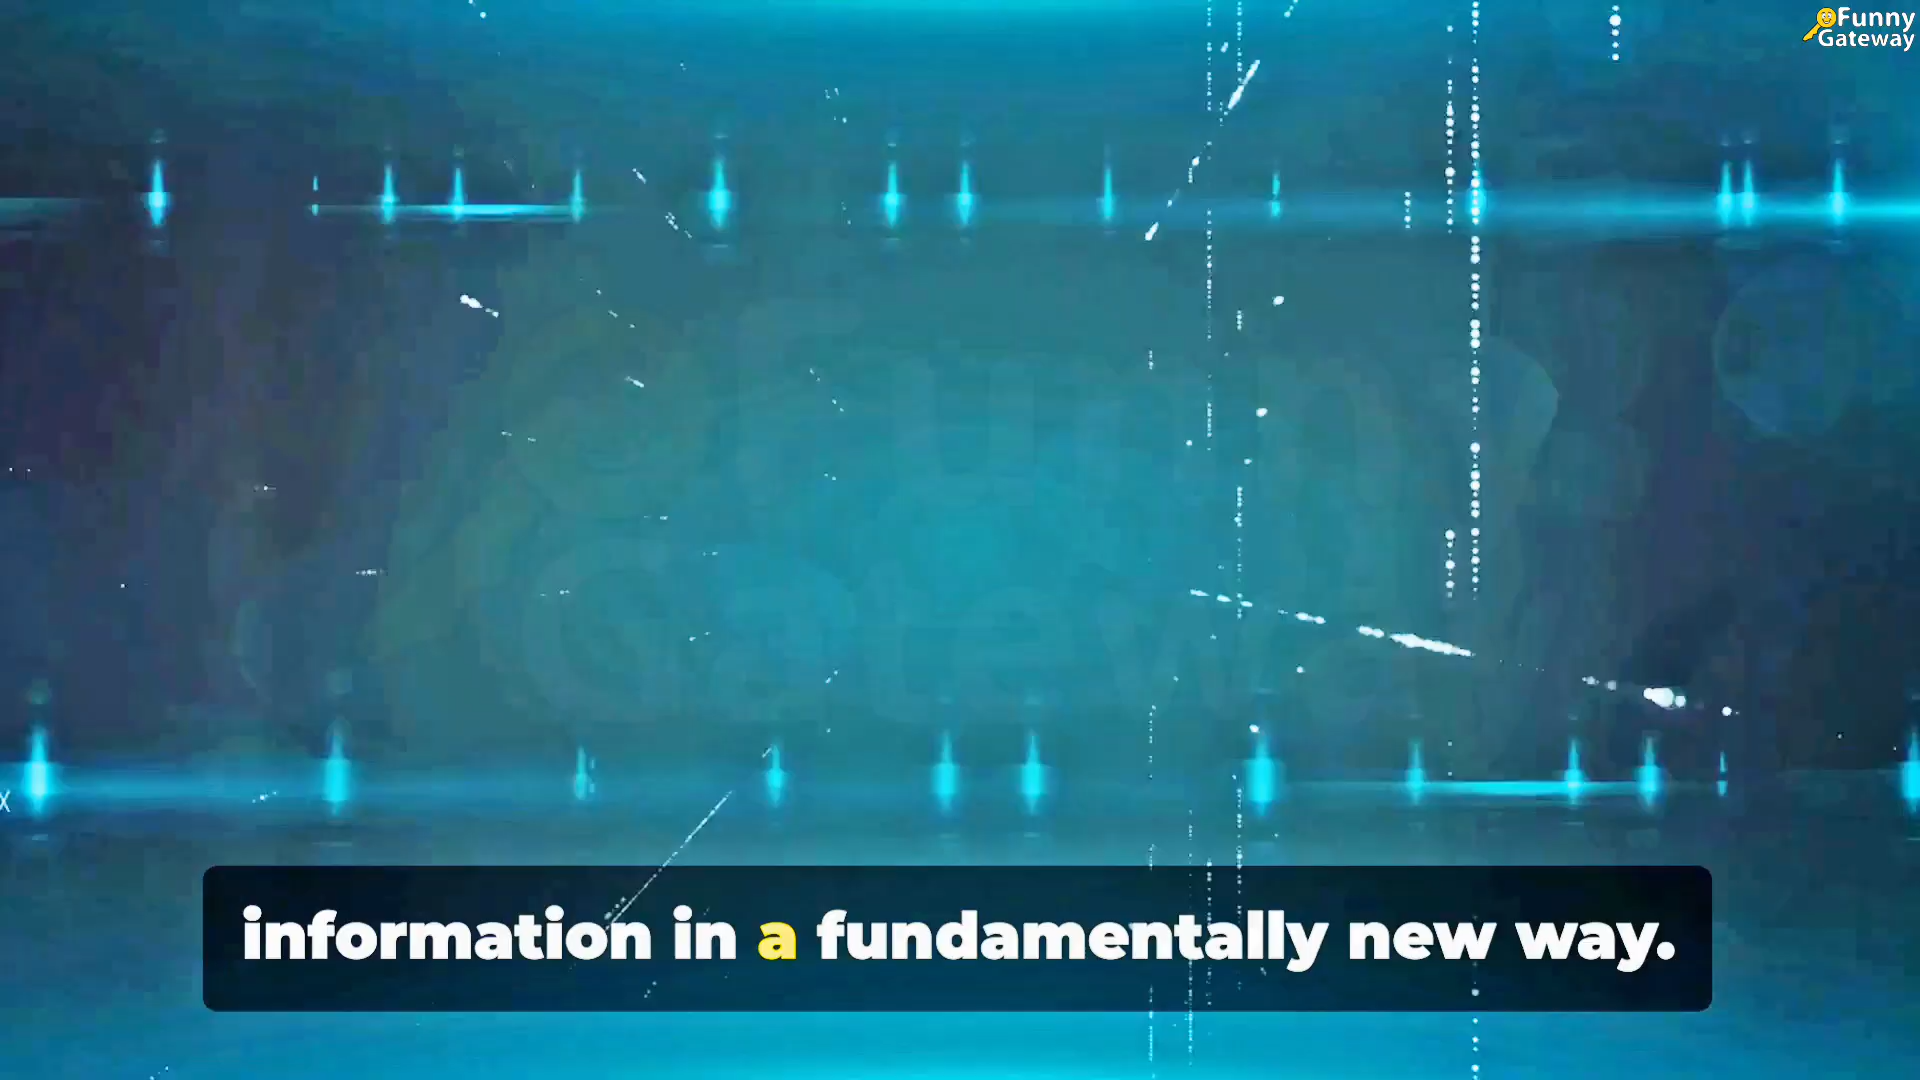 Funny
Gateway
information in a fundamentally new way.